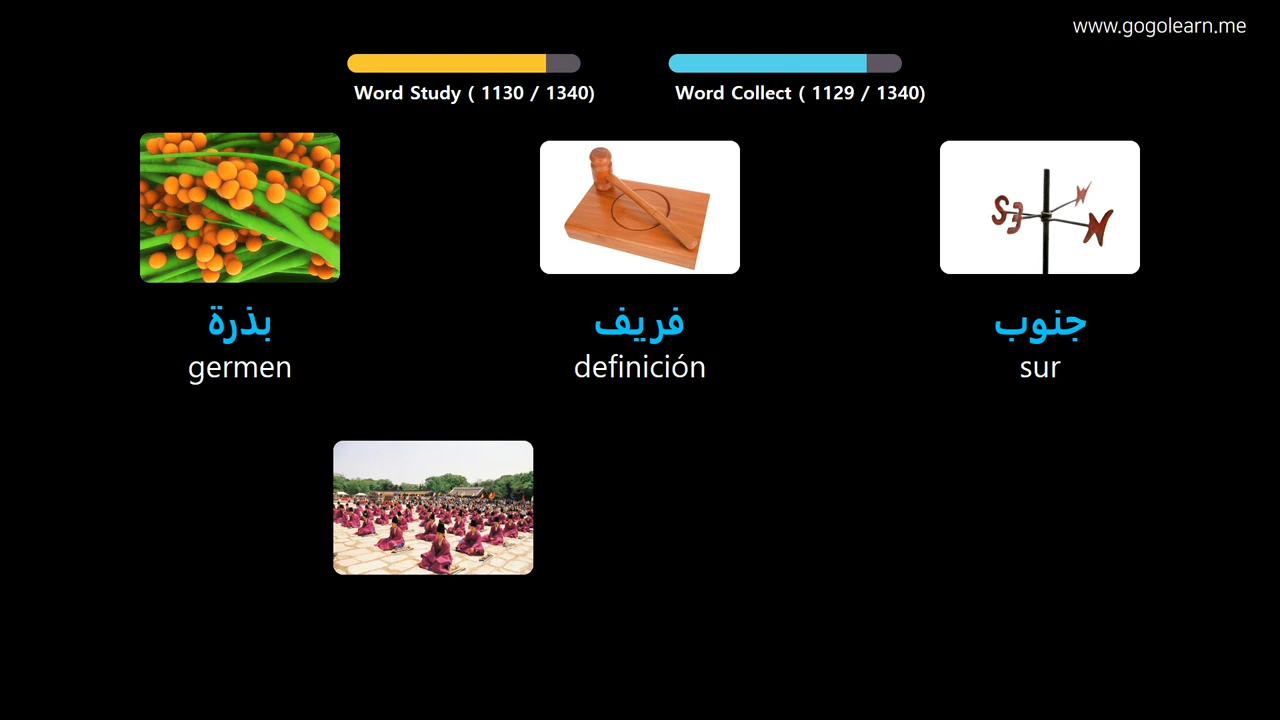 www.gogolearn.me
Word Study ( 1130 / 1340)
Word Collect ( 1129 / 1340)
بذرة
germen
فريف
definición
جنوب
sur